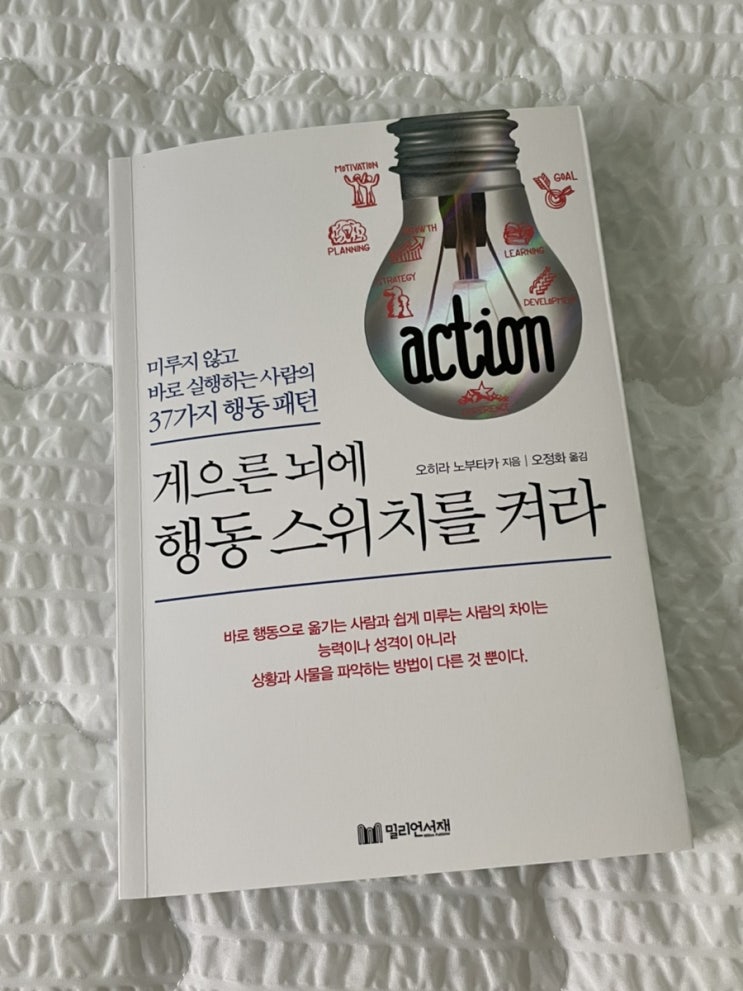 MOTIVATION
GOAL
PLANNING
GROWTH
LEARNING
STRATEGY
DEVELOPMENT
action
미루지 않고
바로 실행하는 사람의
37가지 행동 패턴
게으른 뇌에
오히라 노부타카 지음 | 오정화 옮김
행동 스위치를 켜라
바로 행동으로 옮기는 사람과 쉽게 미루는 사람의 차이는
능력이나 성격이 아니라
상황과 사물을 파악하는 방법이 다른 것 뿐이다.
밀리언서재